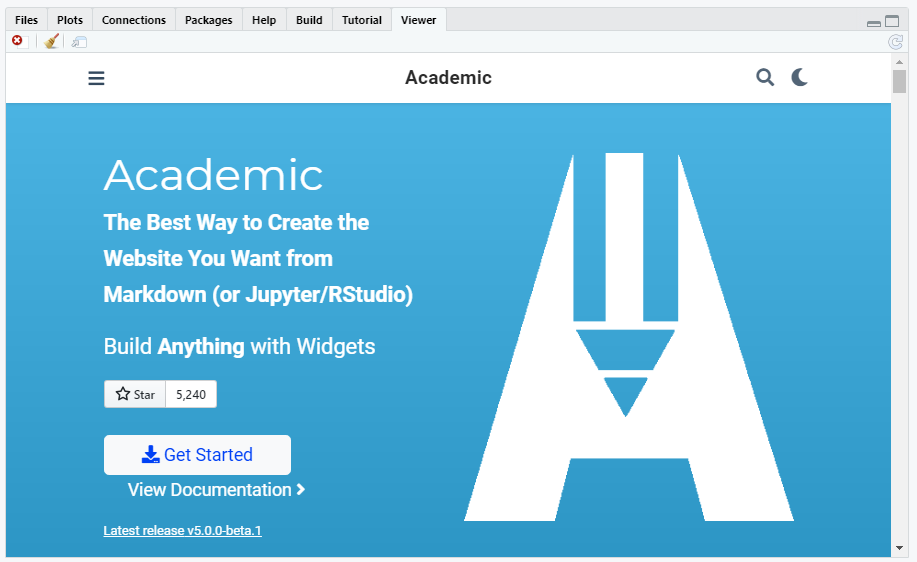 Files Plots Connections Packages Help Build Tutorial Viewer
Academic
Academic
The Best Way to Create the
Website You Want from
Markdown (or Jupyter/RStudio)
Build Anything with Widgets
Star 5,240
Get Started
View Documentation
Latest release v5.0.0-beta.1